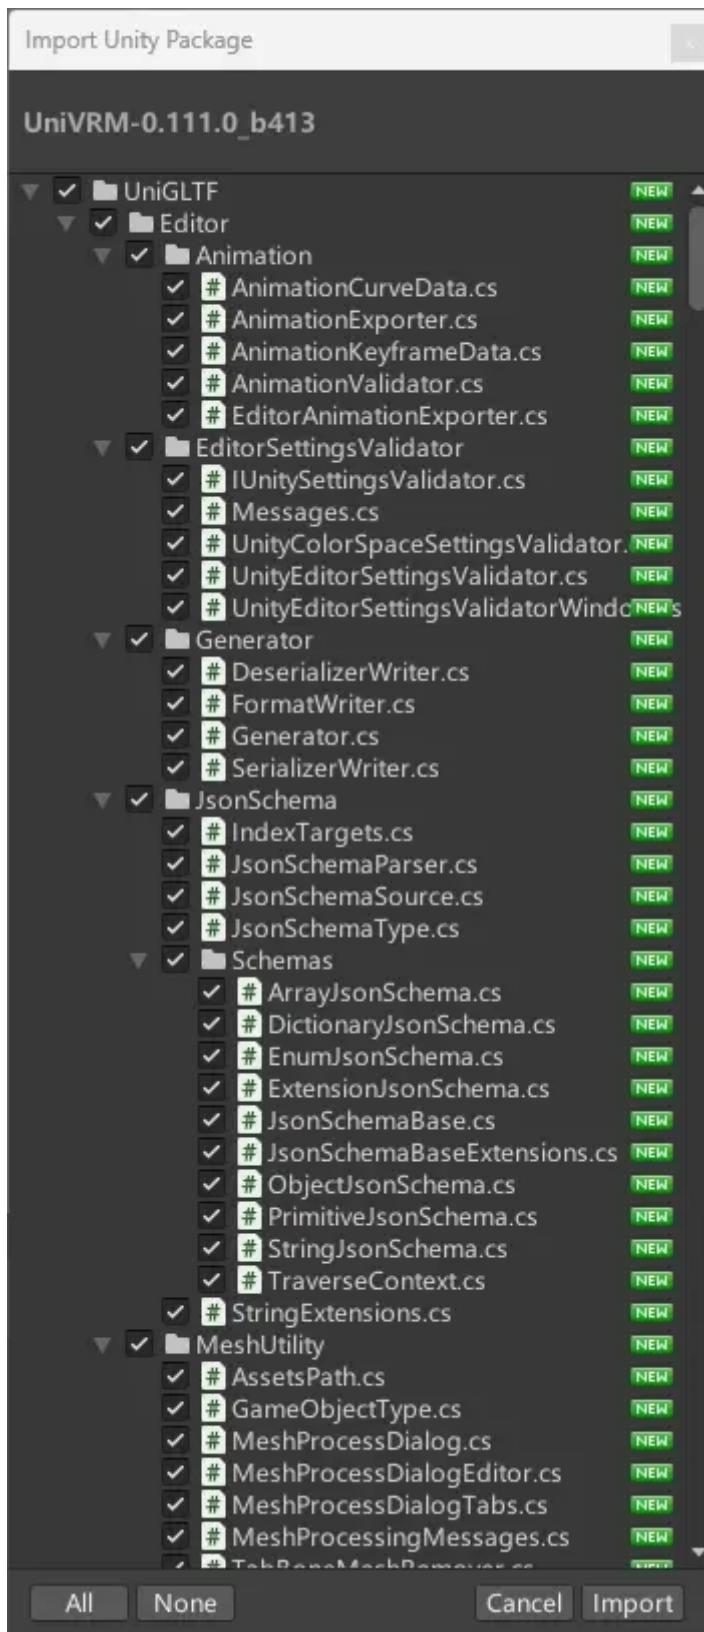 Import Unity Package
UniVRM-0.111.0_b413
UniGLTF NEW
Editor NEW
Animation NEW
# AnimationCurveData.cs NEW
# AnimationExporter.cs NEW
# AnimationKeyframeData.cs NEW
# AnimationValidator.cs NEW
# EditorAnimationExporter.cs NEW
EditorSettingsValidator NEW
# IUnitySettingsValidator.cs NEW
# Messages.cs NEW
# UnityColorSpaceSettingsValidator. NEW
# UnityEditorSettingsValidator.cs NEW
# UnityEditorSettingsValidatorWindo NEW s
Generator NEW
# DeserializerWriter.cs NEW
# FormatWriter.cs NEW
# Generator.cs NEW
# SerializerWriter.cs NEW
JsonSchema NEW
# IndexTargets.cs NEW
# JsonSchemaParser.cs NEW
# JsonSchemaSource.cs NEW
# JsonSchemaType.cs NEW
Schemas NEW
# ArrayJsonSchema.cs NEW
# DictionaryJsonSchema.cs NEW
# EnumJsonSchema.cs NEW
# ExtensionJsonSchema.cs NEW
# JsonSchemaBase.cs NEW
# JsonSchemaBaseExtensions.cs NEW
# ObjectJsonSchema.cs NEW
# PrimitiveJsonSchema.cs NEW
# StringJsonSchema.cs NEW
# TraverseContext.cs NEW
# StringExtensions.cs NEW
MeshUtility NEW
# AssetsPath.cs NEW
# GameObjectType.cs NEW
# MeshProcessDialog.cs NEW
# MeshProcessDialogEditor.cs NEW
# MeshProcessDialogTabs.cs NEW
# MeshProcessingMessages.cs NEW
# TabBoneMeshRemover.cs NEW
All None Cancel Import